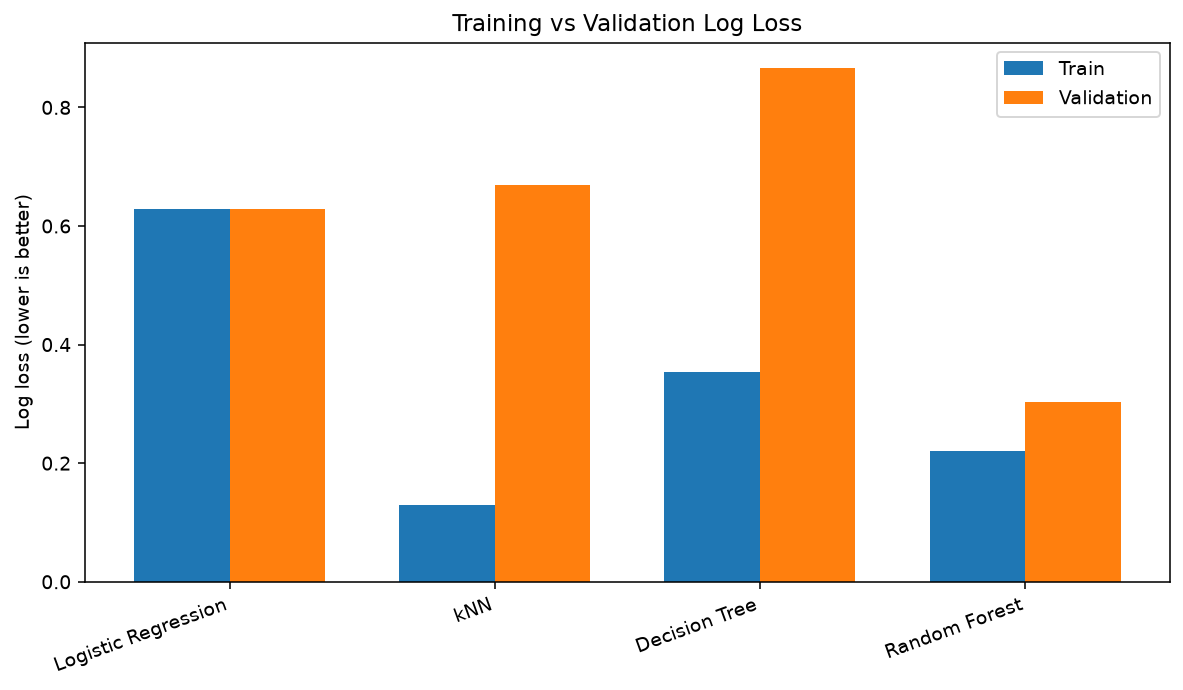 Training vs Validation Log Loss
Train
Validation
Log loss (lower is better)
0.8
0.6
0.4
0.2
0.0
Logistic Regression
kNN
Decision Tree
Random Forest